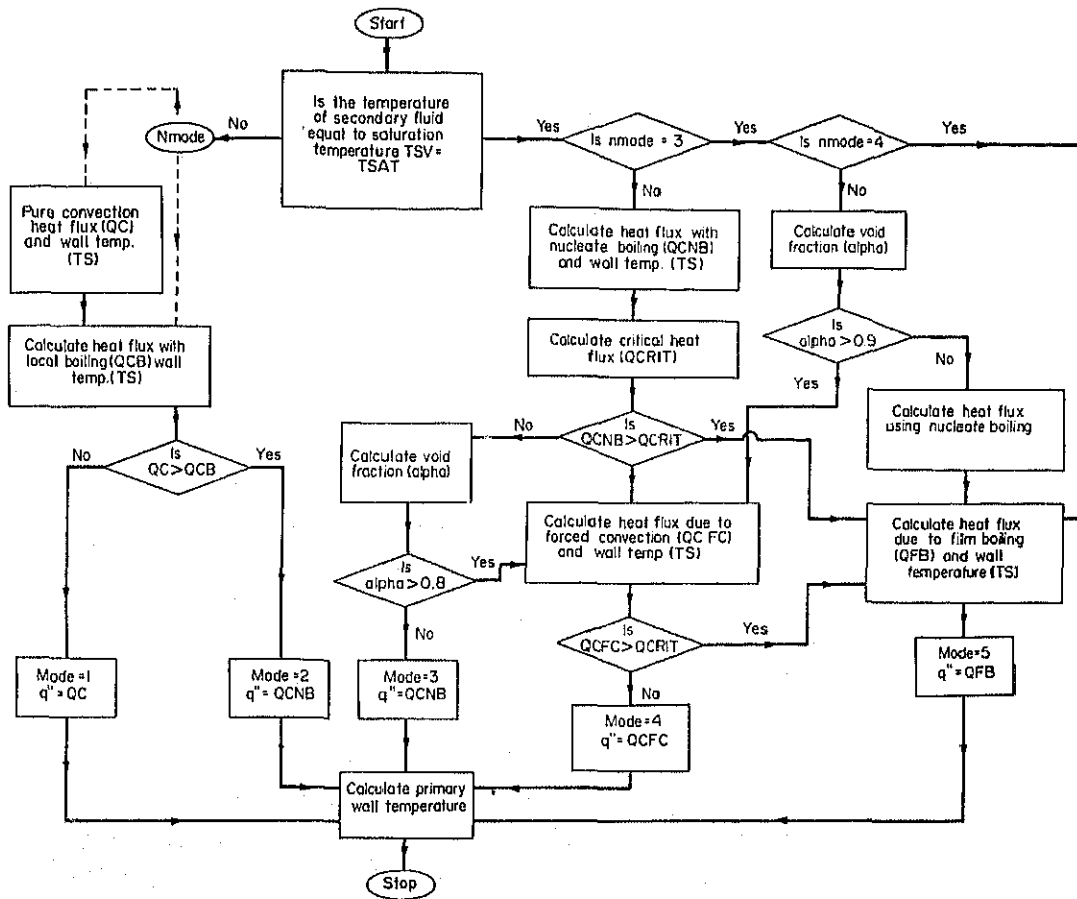 Start
Is the temperature
of secondary fluid
equal to saturation
temperature TSV=
TSAT
No
Nmode
Yes
Is nmode = 3
Yes
Is nmode=4
Yes
No
No
Pure convection
heat flux (QC)
and wall temp.
(TS)
Calculate heat flux with
nucleate boiling (QCNB)
and wall temp. (TS)
Calculate void
fraction (alpha)
Calculate heat flux with
local boiling (QCB) wall
temp. (TS)
Calculate critical heat
flux (QCRIT)
Is
alpha>0.9
No
Yes
Is
QC>QCB
No
Yes
Is
QCNB>QCRIT
No
Yes
Calculate heat flux
using nucleate boiling
Calculate void
fraction (alpha)
Calculate heat flux due to
forced convection (QC FC)
and wall temp (TS)
Calculate heat flux
due to film boiling
(QFB) and wall
temperature (TS)
Is
alpha>0.8
Yes
No
Is
QCFC>QCRIT
Yes
No
Mode=1
q"=QC
Mode=2
q"=QCNB
Mode=3
q"=QCNB
Mode=4
q"=QCFC
Mode=5
q"=QFB
Calculate primary
wall temperature
Stop